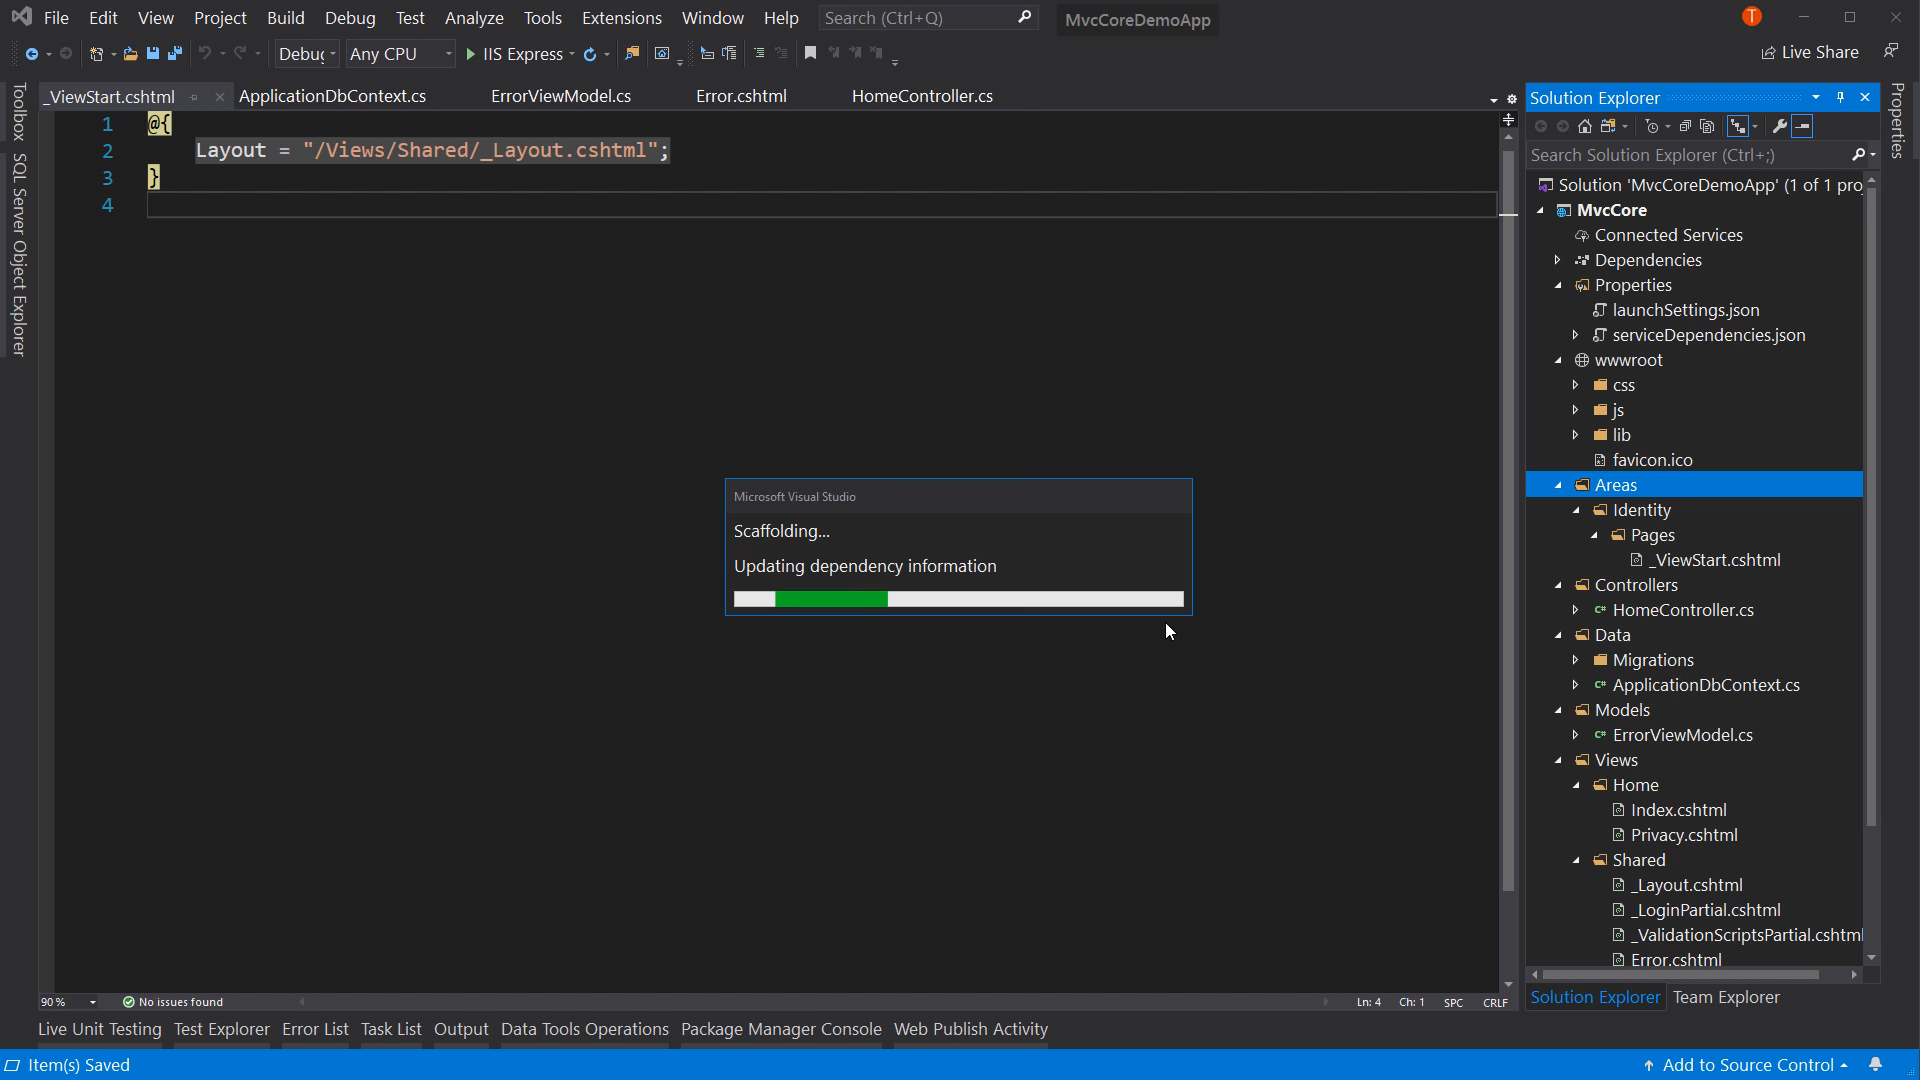 File Edit View Project Build Debug Test Analyze Tools Extensions Window Help Search (Ctrl+Q) MvcCoreDemoApp T
Debug Any CPU IIS Express Live Share
_ViewStart.cshtml ApplicationDbContext.cs ErrorViewModel.cs Error.cshtml HomeController.cs
1 @{
2 Layout = "/Views/Shared/_Layout.cshtml";
3 }
4
Toolbox
SQL Server Object Explorer
Microsoft Visual Studio
Scaffolding...
Updating dependency information
Solution Explorer
Search Solution Explorer (Ctrl+;)
Solution 'MvcCoreDemoApp' (1 of 1 pro
MvcCore
Connected Services
Dependencies
Properties
launchSettings.json
serviceDependencies.json
wwwroot
css
js
lib
favicon.ico
Areas
Identity
Pages
_ViewStart.cshtml
Controllers
C# HomeController.cs
Data
Migrations
C# ApplicationDbContext.cs
Models
C# ErrorViewModel.cs
Views
Home
Index.cshtml
Privacy.cshtml
Shared
_Layout.cshtml
_LoginPartial.cshtml
_ValidationScriptsPartial.cshtml
Error.cshtml
Solution Explorer Team Explorer
Properties
90 % No issues found Ln: 4 Ch: 1 SPC CRLF
Live Unit Testing Test Explorer Error List Task List Output Data Tools Operations Package Manager Console Web Publish Activity
Item(s) Saved Add to Source Control